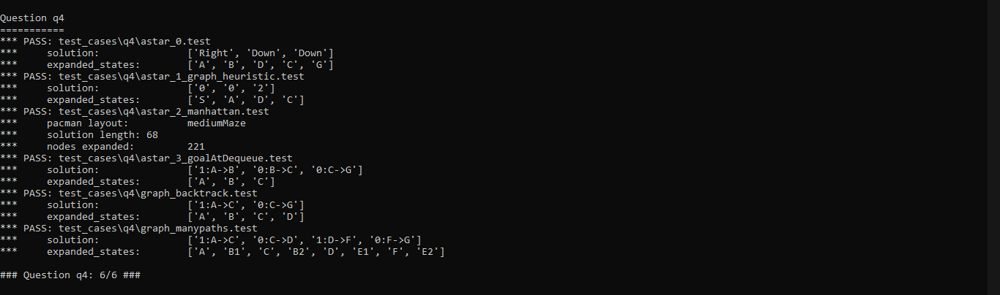 Question q4
===========
*** PASS: test_cases\q4\astar_0.test
***     solution:               ['Right', 'Down', 'Down']
***     expanded_states:        ['A', 'B', 'D', 'C', 'G']
*** PASS: test_cases\q4\astar_1_graph_heuristic.test
***     solution:               ['0', '0', '2']
***     expanded_states:        ['S', 'A', 'D', 'C']
*** PASS: test_cases\q4\astar_2_manhattan.test
***     pacman layout:          mediumMaze
***     solution length: 68
***     nodes expanded:         221
*** PASS: test_cases\q4\astar_3_goalAtDequeue.test
***     solution:               ['1:A->B', '0:B->C', '0:C->G']
***     expanded_states:        ['A', 'B', 'C']
*** PASS: test_cases\q4\graph_backtrack.test
***     solution:               ['1:A->C', '0:C->G']
***     expanded_states:        ['A', 'B', 'C', 'D']
*** PASS: test_cases\q4\graph_manypaths.test
***     solution:               ['1:A->C', '0:C->D', '1:D->F', '0:F->G']
***     expanded_states:        ['A', 'B1', 'C', 'B2', 'D', 'E1', 'F', 'E2']
### Question q4: 6/6 ###